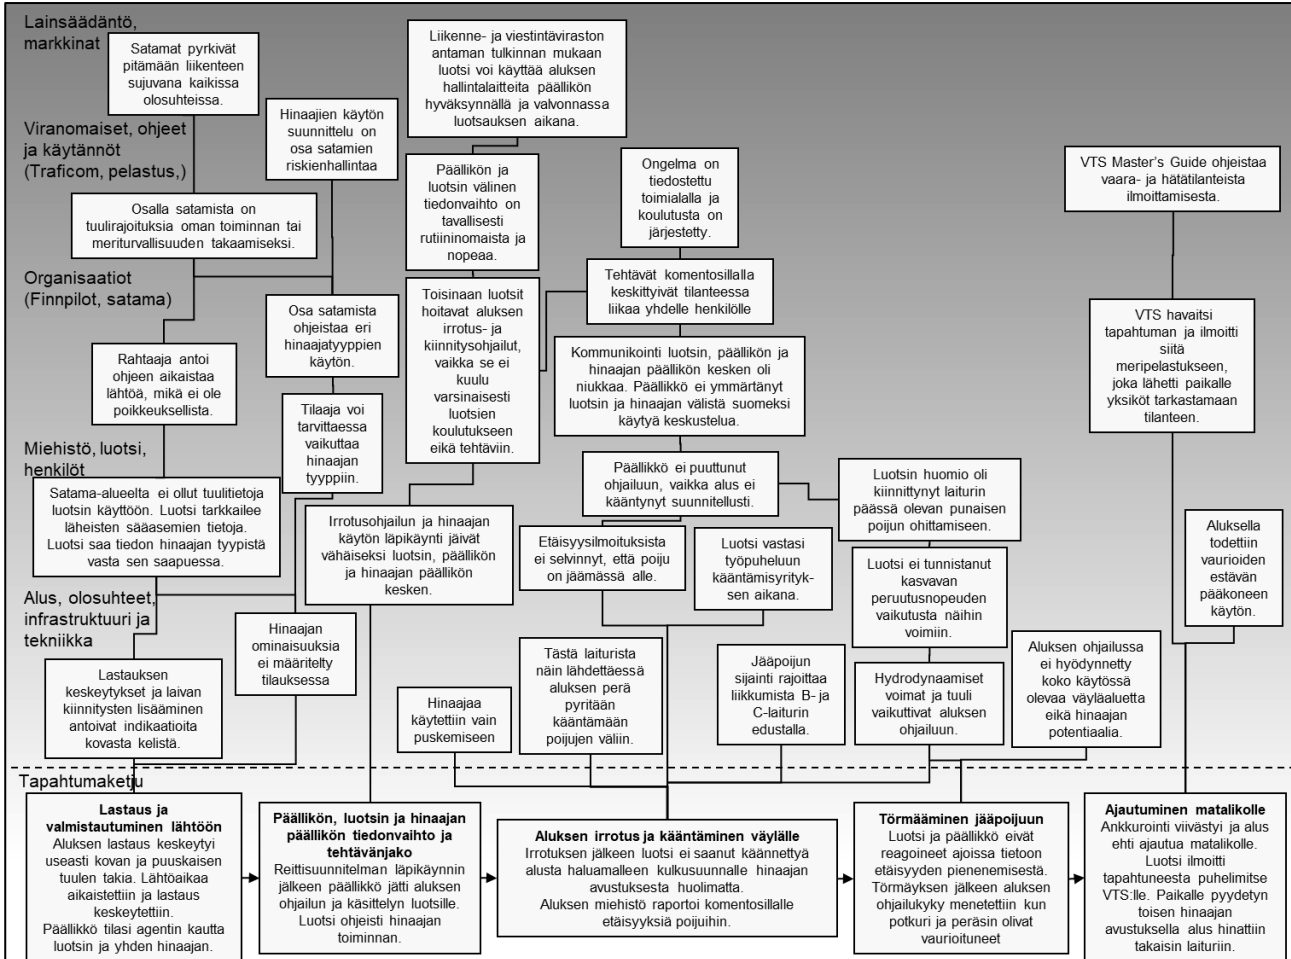 Lainsäädäntö,
markkinat
Satamat pyrkivät
pitämään liikenteen
sujuvana kaikissa
olosuhteissa.
Liikenne- ja viestintäviraston
antaman tulkinnan mukaan
luotsi voi käyttää aluksen
hallintalaitteita päällikön
hyväksynnällä ja valvonnassa
luotsauksen aikana.
Hinaajien käytön
suunnittelu on
osa satamien
riskienhallintaa
Viranomaiset, ohjeet
ja käytännöt
(Traficom, pelastus,)
Päällikön ja
luotsin välinen
tiedonvaihto on
tavallisesti
rutiininomaista ja
nopeaa.
Ongelma on
tiedostettu
toimialalla ja
koulutusta on
järjestetty.
VTS Master's Guide ohjeistaa
vaara- ja hätätilanteista
ilmoittamisesta.
Osalla satamista on
tuulirajoituksia oman toiminnan tai
meriturvallisuuden takaamiseksi.
Organisaatiot
(Finnpilot, satama)
Osa satamista
ohjeistaa eri
hinaajatyyppien
käytön.
Toisinaan luotsit
hoitavat aluksen
irrotus- ja
kiinnitysohjailut,
vaikka se ei
kuulu
varsinaisesti
luotsien
koulutukseen
eikä tehtäviin.
Tehtävät komentosillalla
keskittyivät tilanteessa
liikaa yhdelle henkilölle
VTS havaitsi
tapahtuman ja ilmoitti
siitä
meripelastukseen,
joka lähetti paikalle
yksiköt tarkastamaan
tilanteen.
Rahtaaja antoi
ohjeen aikaistaa
lähtöä, mikä ei ole
poikkeuksellista.
Kommunikointi luotsin, päällikön ja
hinaajan päällikön kesken oli
niukkaa. Päällikkö ei ymmärtänyt
luotsin ja hinaajan välistä suomeksi
käytyä keskustelua.
Tilaaja voi
tarvittaessa
vaikuttaa
hinaajan
tyyppiin.
Miehistö, luotsi,
henkilöt
Satama-alueelta ei ollut tuulitietoja
luotsin käyttöön. Luotsi tarkkailee
läheisten sääasemien tietoja.
Luotsi saa tiedon hinaajan tyypistä
vasta sen saapuessa.
Päällikkö ei puuttunut
ohjailuun, vaikka alus ei
kääntynyt suunnitellusti.
Luotsin huomio oli
kiinnittynyt laiturin
päässä olevan punaisen
poijun ohittamiseen.
Irrotusohjailun ja hinaajan
käytön läpikäynti jäivät
vähäiseksi luotsin, päällikön
ja hinaajan päällikön
kesken.
Etäisyysilmoituksista
ei selvinnyt, että poiju
on jäämässä alle.
Luotsi vastasi
työpuheluun
kääntämisyrityk-
sen aikana.
Luotsi ei tunnistanut
kasvavan
peruutusnopeuden
vaikutusta näihin
voimiin.
Aluksella
todettiin
vaurioiden
estävän
pääkoneen
käytön.
Alus, olosuhteet,
infrastruktuuri ja
tekniikka
Hinaajan
ominaisuuksia
ei määritelty
tilauksessa
Lastauksen
keskeytykset ja laivan
kiinnitysten lisääminen
antoivat indikaatioita
kovasta kelistä.
Hinaajaa
käytettiin vain
puskemiseen
Tästä laiturista
näin lähdettäessä
aluksen perä
pyritään
kääntämään
poijujen väliin.
Jääpoijun
sijainti rajoittaa
liikkumista B- ja
C-laiturin
edustalla.
Hydrodynaamiset
voimat ja tuuli
vaikuttivat aluksen
ohjailuun.
Aluksen ohjailussa
ei hyödynnetty
koko käytössä
olevaa väyläaluetta
eikä hinaajan
potentiaalia.
Tapahtumaketju
Lastaus ja
valmistautuminen lähtöön
Aluksen lastaus keskeytyi
useasti kovan ja puuskaisen
tuulen takia. Lähtöaikaa
aikaistettiin ja lastaus
keskeytettiin.
Päällikkö tilasi agentin kautta
luotsin ja yhden hinaajan.
Päällikön, luotsin ja hinaajan
päällikön tiedonvaihto ja
tehtävänjako
Reittisuunnitelman läpikäynnin
jälkeen päällikkö jätti aluksen
ohjailun ja käsittelyn luotsille.
Luotsi ohjeisti hinaajan
toiminnan.
Aluksen irrotus ja kääntäminen väylälle
Irrotuksen jälkeen luotsi ei saanut käännettyä
alusta haluamalleen kulkusuunnalle hinaajan
avustuksesta huolimatta.
Aluksen miehistö raportoi komentosillalle
etäisyyksiä poijuihin.
Törmääminen jääpoijuun
Luotsi ja päällikkö eivät
reagoineet ajoissa tietoon
etäisyyden pienenemisestä.
Törmäyksen jälkeen aluksen
ohjailukyky menetettiin kun
potkuri ja peräsin olivat
vaurioituneet
Ajautuminen matalikolle
Ankkurointi viivästyi ja alus
ehti ajautua matalikolle.
Luotsi ilmoitti
tapahtuneesta puhelimitse
VTS:lle. Paikalle pyydetyn
toisen hinaajan
avustuksella alus hinattiin
takaisin laituriin.